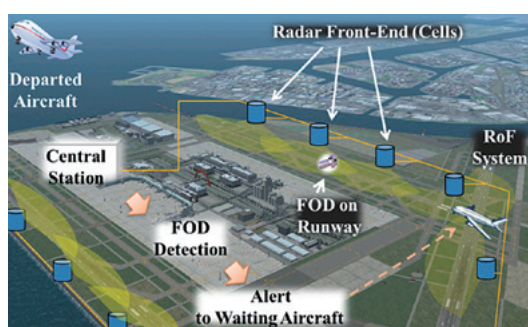 Radar Front-End (Cells)
Departed
Aircraft
RoF
System
Central
Station
FOD on
Runway
FOD
Detection
Alert
to Waiting Aircraft